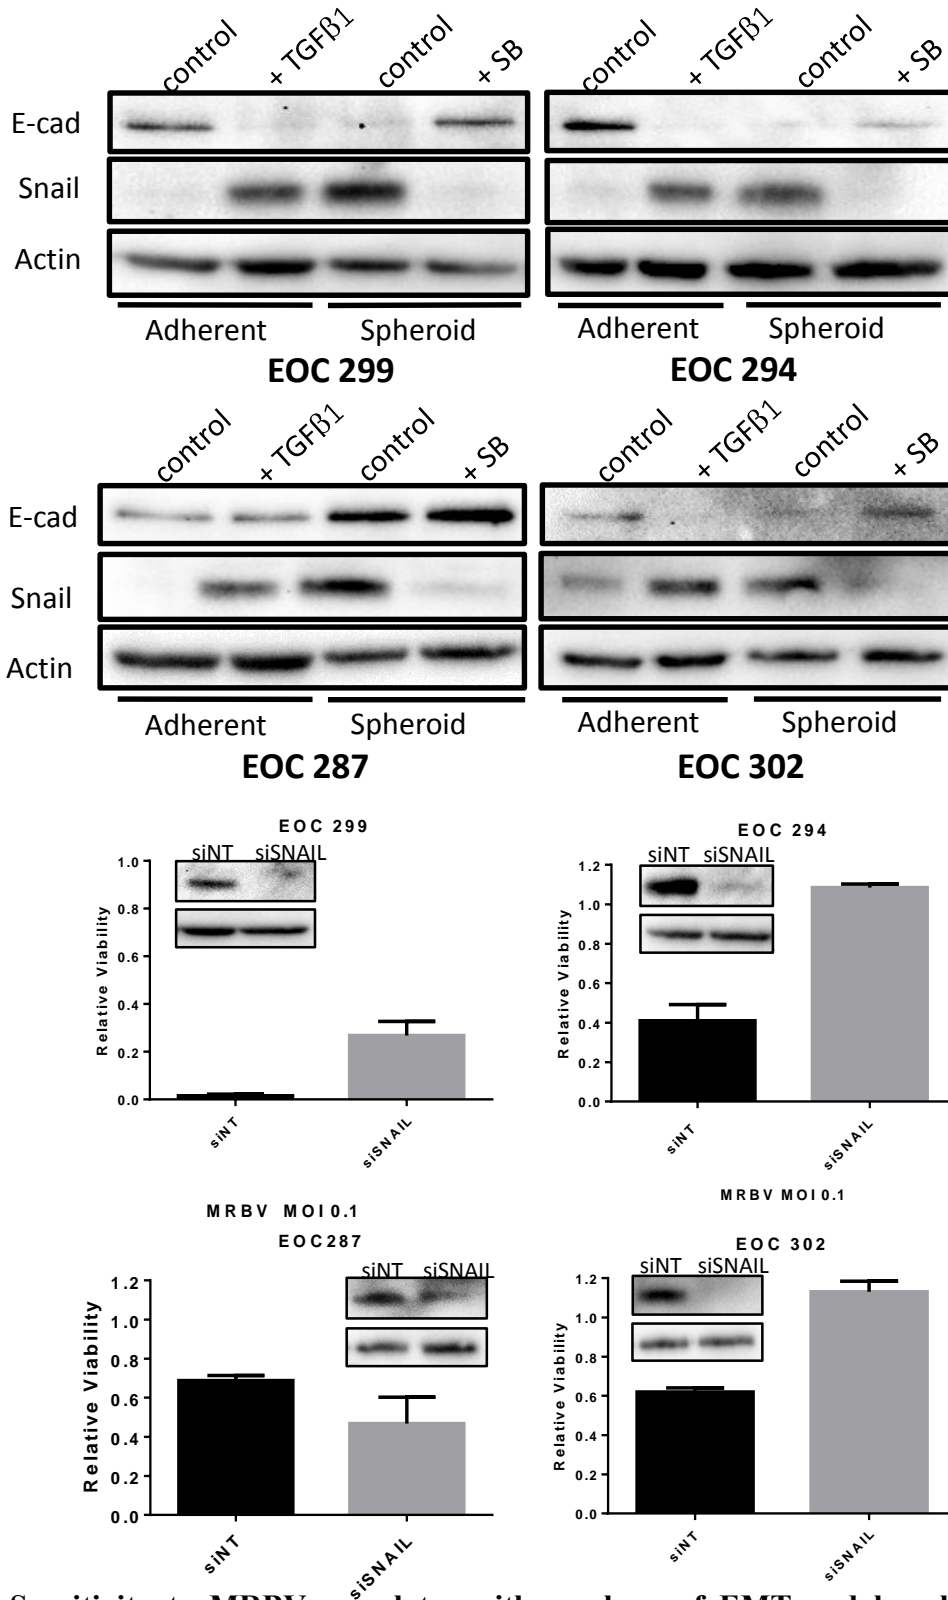 control + TGFβ1 control + SB control + TGFβ1 control + SB
E-cad
Snail
Actin
Adherent Spheroid Adherent Spheroid
EOC 299 EOC 294
control + TGFβ1 control + SB control + TGFβ1 control + SB
E-cad
Snail
Actin
Adherent Spheroid Adherent Spheroid
EOC 287 EOC 302
EOC 299
siNT siSNAIL
Relative Viability
1.0
0.8
0.6
0.4
0.2
0.0
siNT siSNAIL
MRBV MOI 0.1
EOC 294
siNT siSNAIL
Relative Viability
1.2
1.0
0.8
0.6
0.4
0.2
0.0
siNT siSNAIL
MRBV MOI 0.1
EOC287
siNT siSNAIL
Relative Viability
1.2
1.0
0.8
0.6
0.4
0.2
0.0
siNT siSNAIL
EOC 302
siNT siSNAIL
Relative Viability
1.2
1.0
0.8
0.6
0.4
0.2
0.0
siNT siSNAIL